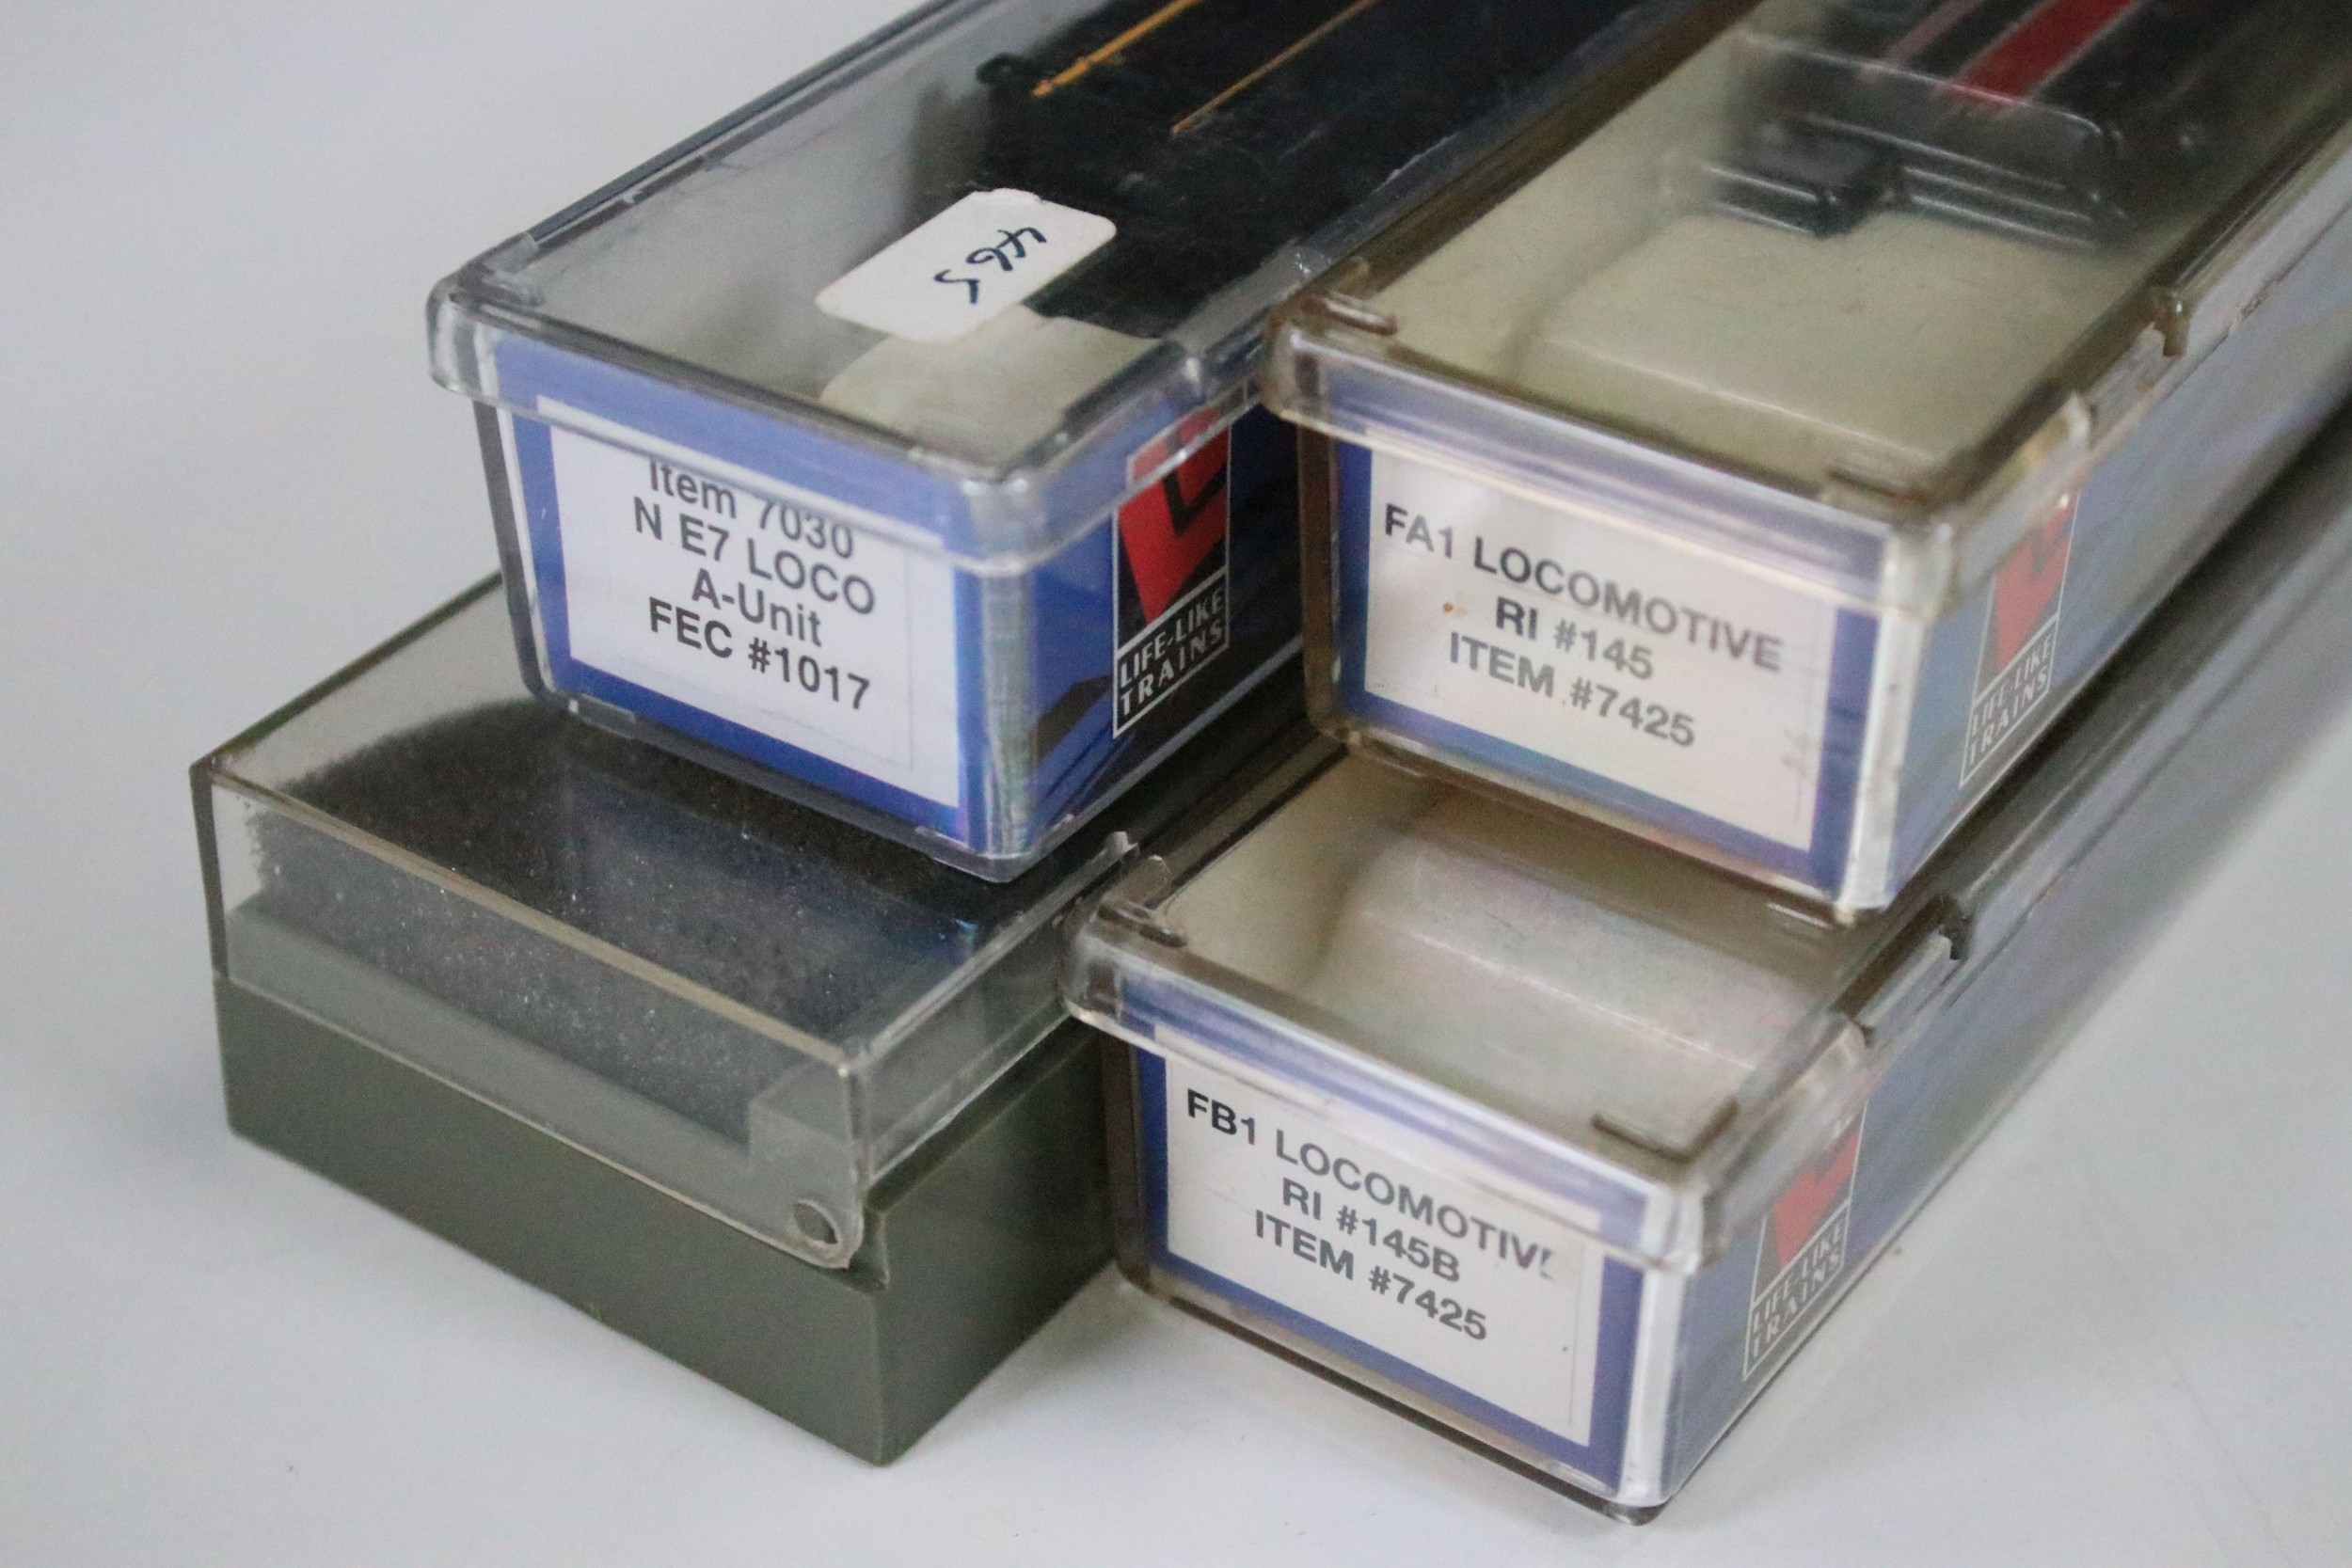 465
Item 7030
N E7 LOCO
A-Unit
FEC #1017
LIFE-LIKE
TRAINS
FA1 LOCOMOTIVE
RI #145
ITEM #7425
LIFE-LIKE
TRAINS
FB1 LOCOMOTIVE
RI #145B
ITEM #7425
LIFE-LIKE
TRAINS